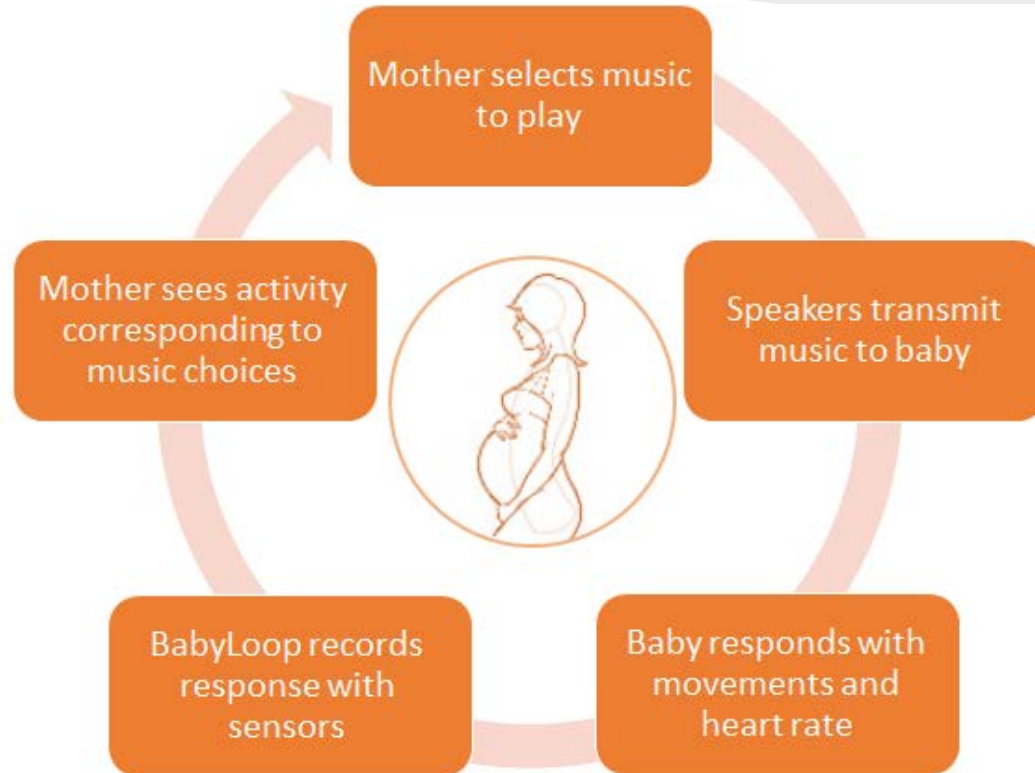 Mother selects music
to play
Speakers transmit
music to baby
Baby responds with
movements and
heart rate
BabyLoop records
response with
sensors
Mother sees activity
corresponding to
music choices